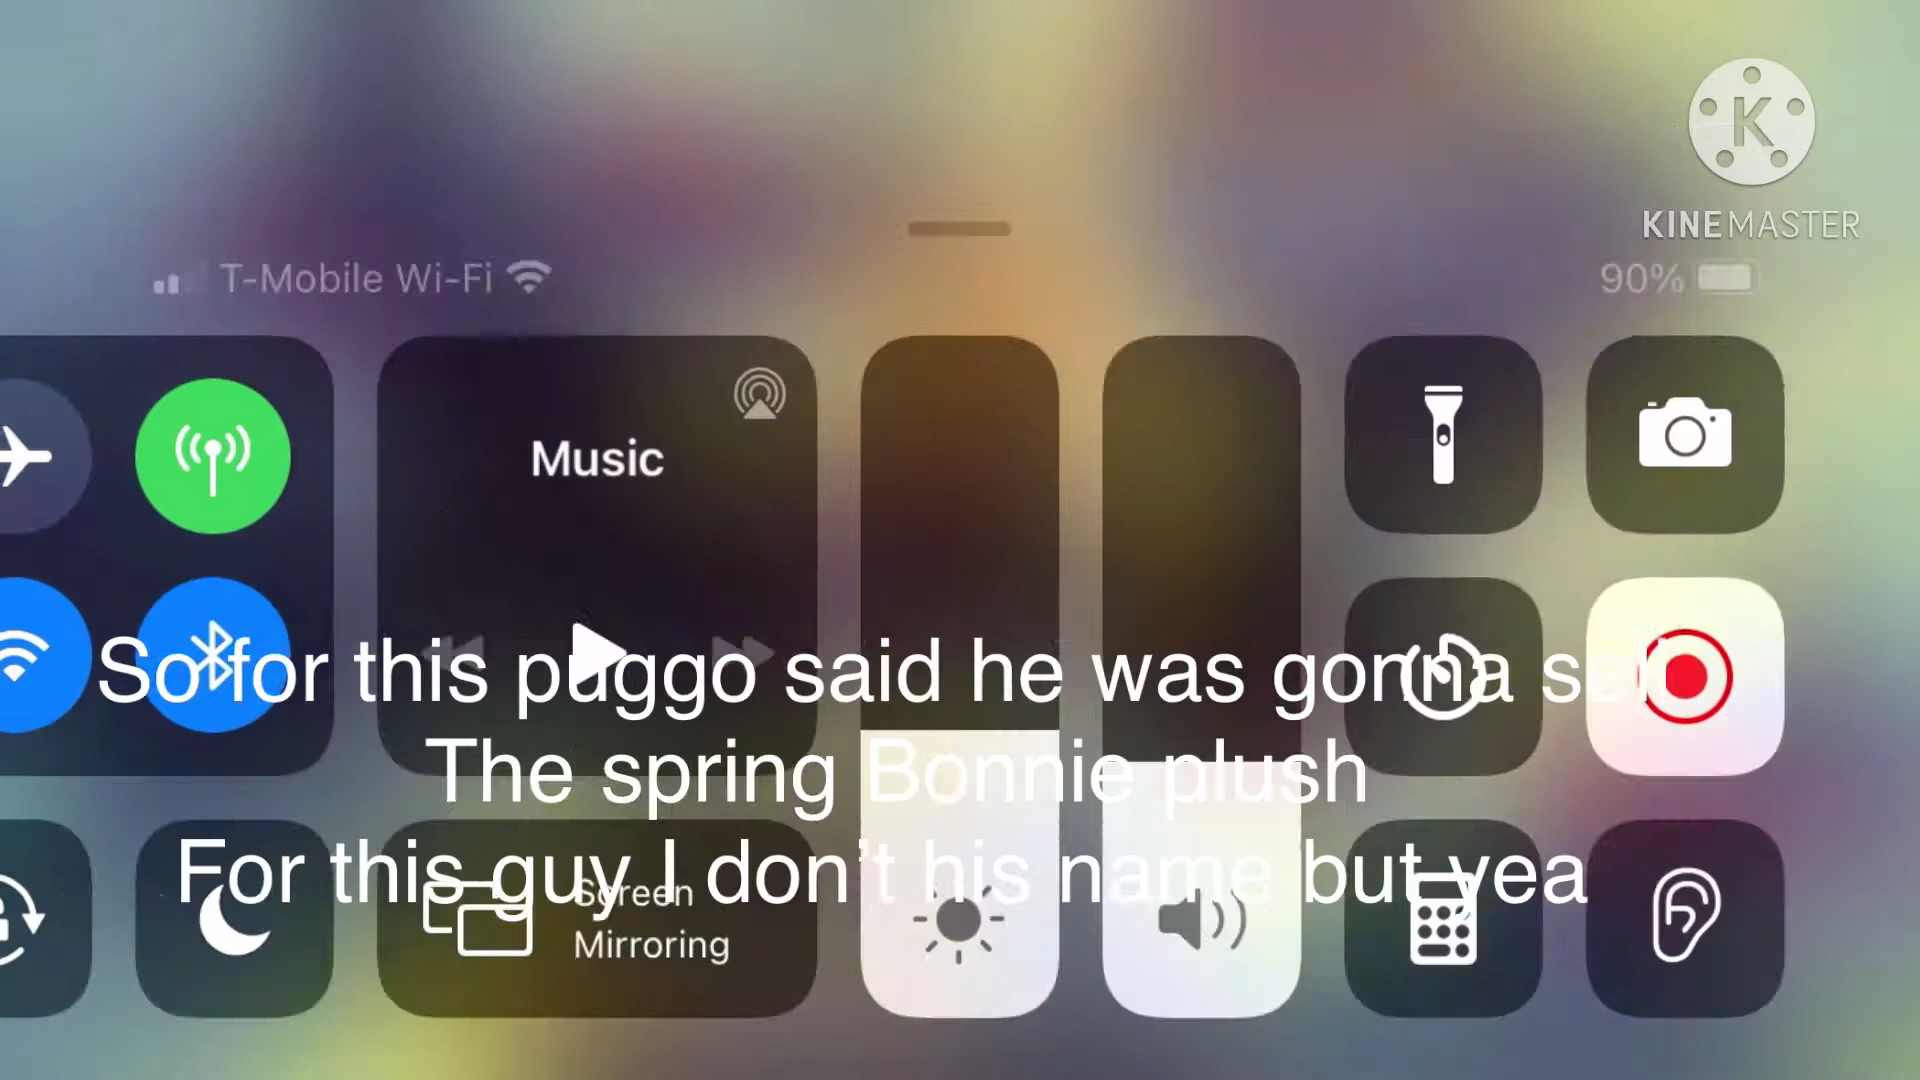 KINEMASTER
T-Mobile Wi-Fi
90%
Music
So for this puggo said he was gonna
The spring Bonnie plush
For this guy I don't his name but yea
Screen
Mirroring